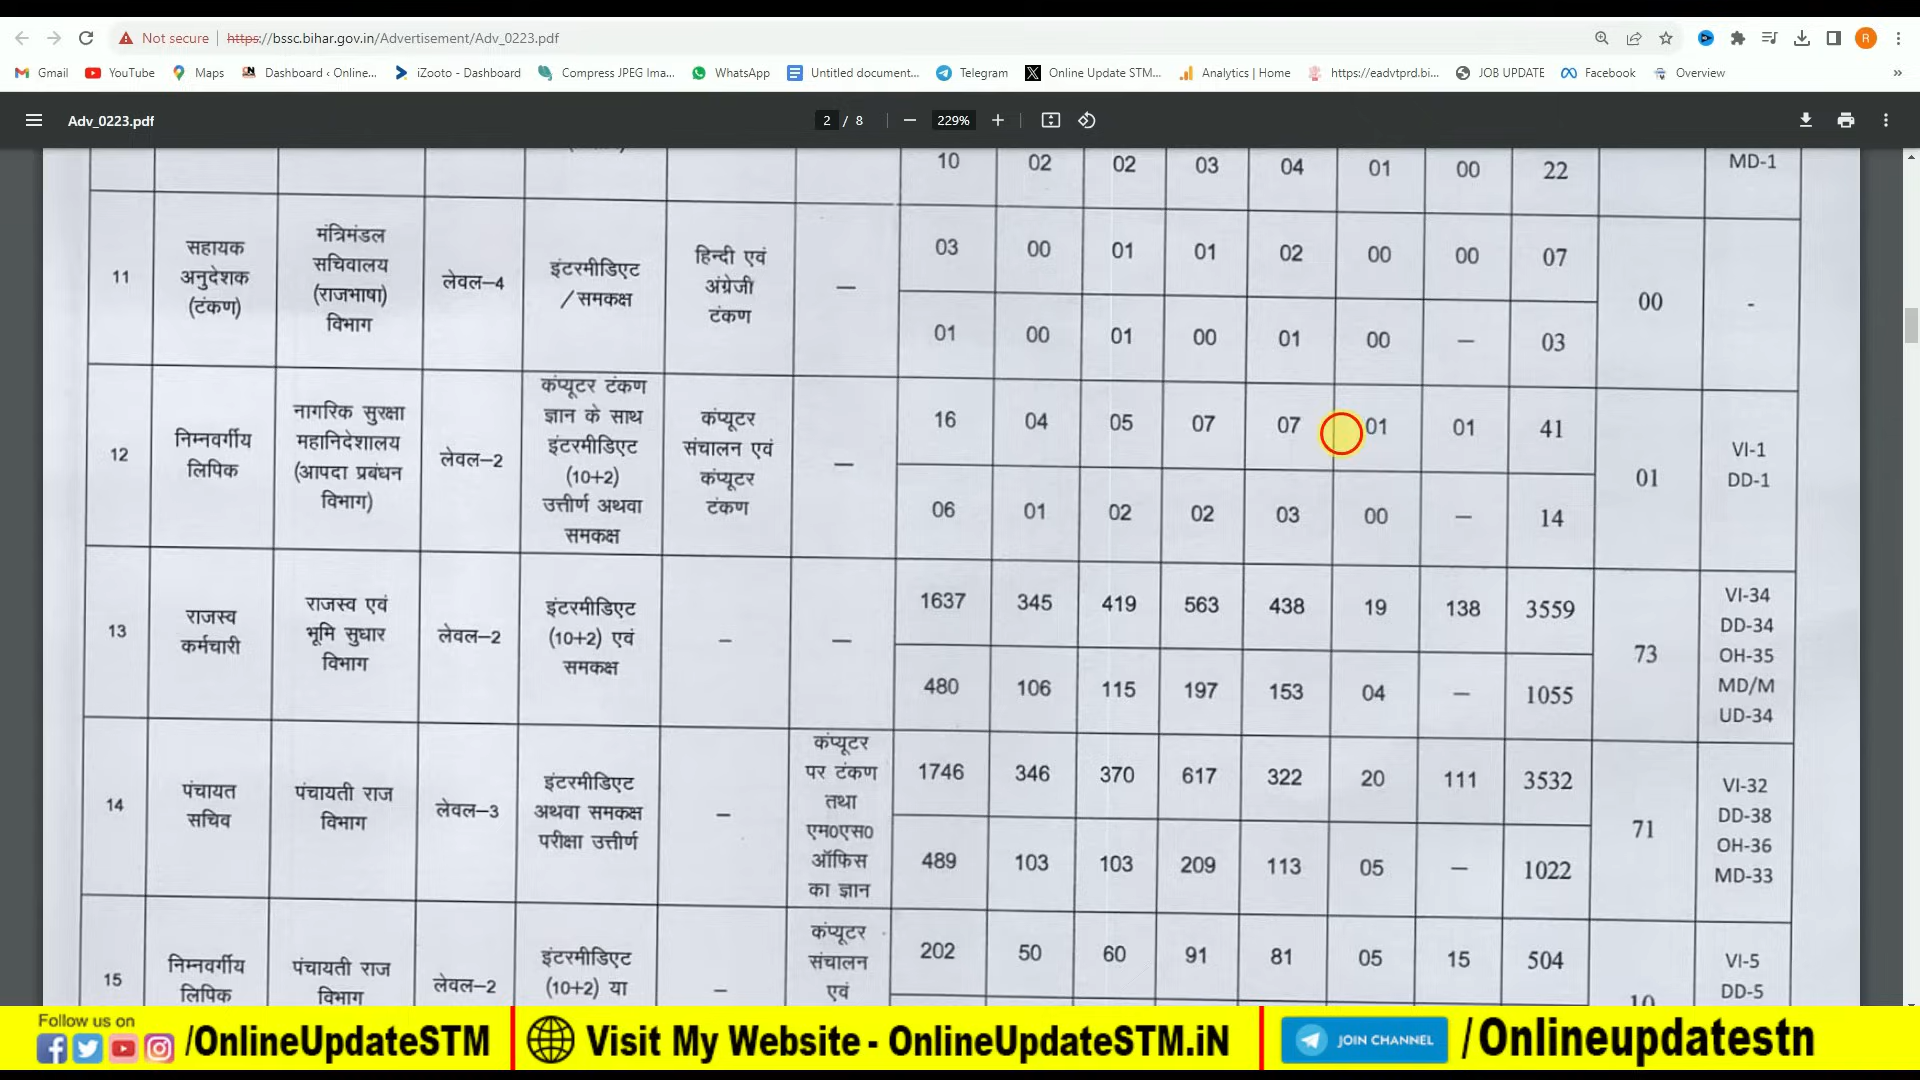 Not secure
https://bssc.bihar.gov.in/Advertisement/Adv_0223.pdf
R
Gmail
YouTube
Maps
Dashboard ‹ Online...
iZooto - Dashboard
Compress JPEG Ima...
WhatsApp
Untitled document...
Telegram
Online Update STM...
Analytics | Home
https://eadvtprd.bi...
JOB UPDATE
Facebook
Overview
»
Adv_0223.pdf
2 / 8
229%
10 02 02 03 04 01 00 22 MD-1
11
सहायक
अनुदेशक
(टंकण)
मंत्रिमंडल
सचिवालय
(राजभाषा)
विभाग
लेवल–4
इंटरमीडिएट
/समकक्ष
हिन्दी एवं
अंग्रेजी
टंकण
—
03 00 01 01 02 00 00 07
01 00 01 00 01 00 — 03
00
-
12
निम्नवर्गीय
लिपिक
नागरिक सुरक्षा
महानिदेशालय
(आपदा प्रबंधन
विभाग)
लेवल–2
कंप्यूटर टंकण
ज्ञान के साथ
इंटरमीडिएट
(10+2)
उत्तीर्ण अथवा
समकक्ष
कंप्यूटर
संचालन एवं
कंप्यूटर
टंकण
—
16 04 05 07 07 01 01 41
06 01 02 02 03 00 — 14
01
VI-1
DD-1
13
राजस्व
कर्मचारी
राजस्व एवं
भूमि सुधार
विभाग
लेवल–2
इंटरमीडिएट
(10+2) एवं
समकक्ष
–
—
1637 345 419 563 438 19 138 3559
480 106 115 197 153 04 — 1055
73
VI-34
DD-34
OH-35
MD/M
UD-34
14
पंचायत
सचिव
पंचायती राज
विभाग
लेवल–3
इंटरमीडिएट
अथवा समकक्ष
परीक्षा उत्तीर्ण
–
कंप्यूटर
पर टंकण
तथा
एम0एस0
ऑफिस
का ज्ञान
1746 346 370 617 322 20 111 3532
489 103 103 209 113 05 — 1022
71
VI-32
DD-38
OH-36
MD-33
15
निम्नवर्गीय
लिपिक
पंचायती राज
विभाग
लेवल–2
इंटरमीडिएट
(10+2) या
–
कंप्यूटर
संचालन
एवं
202 50 60 91 81 05 15 504
10
VI-5
DD-5
Follow us on
/OnlineUpdateSTM
Visit My Website - OnlineUpdateSTM.iN
JOIN CHANNEL
/Onlineupdatestn